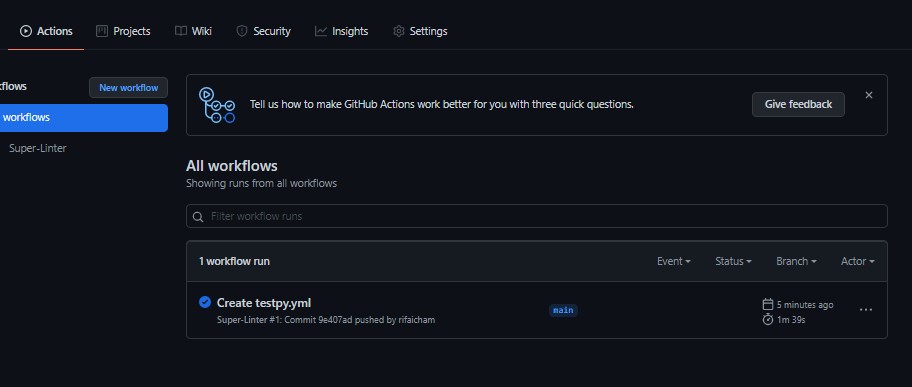 Actions Projects Wiki Security Insights Settings
flows New workflow
workflows
Super-Linter
Tell us how to make GitHub Actions work better for you with three quick questions. Give feedback
All workflows
Showing runs from all workflows
Filter workflow runs
1 workflow run Event Status Branch Actor
Create testpy.yml
Super-Linter #1: Commit 9e407ad pushed by rifaicham
main
5 minutes ago
1m 39s